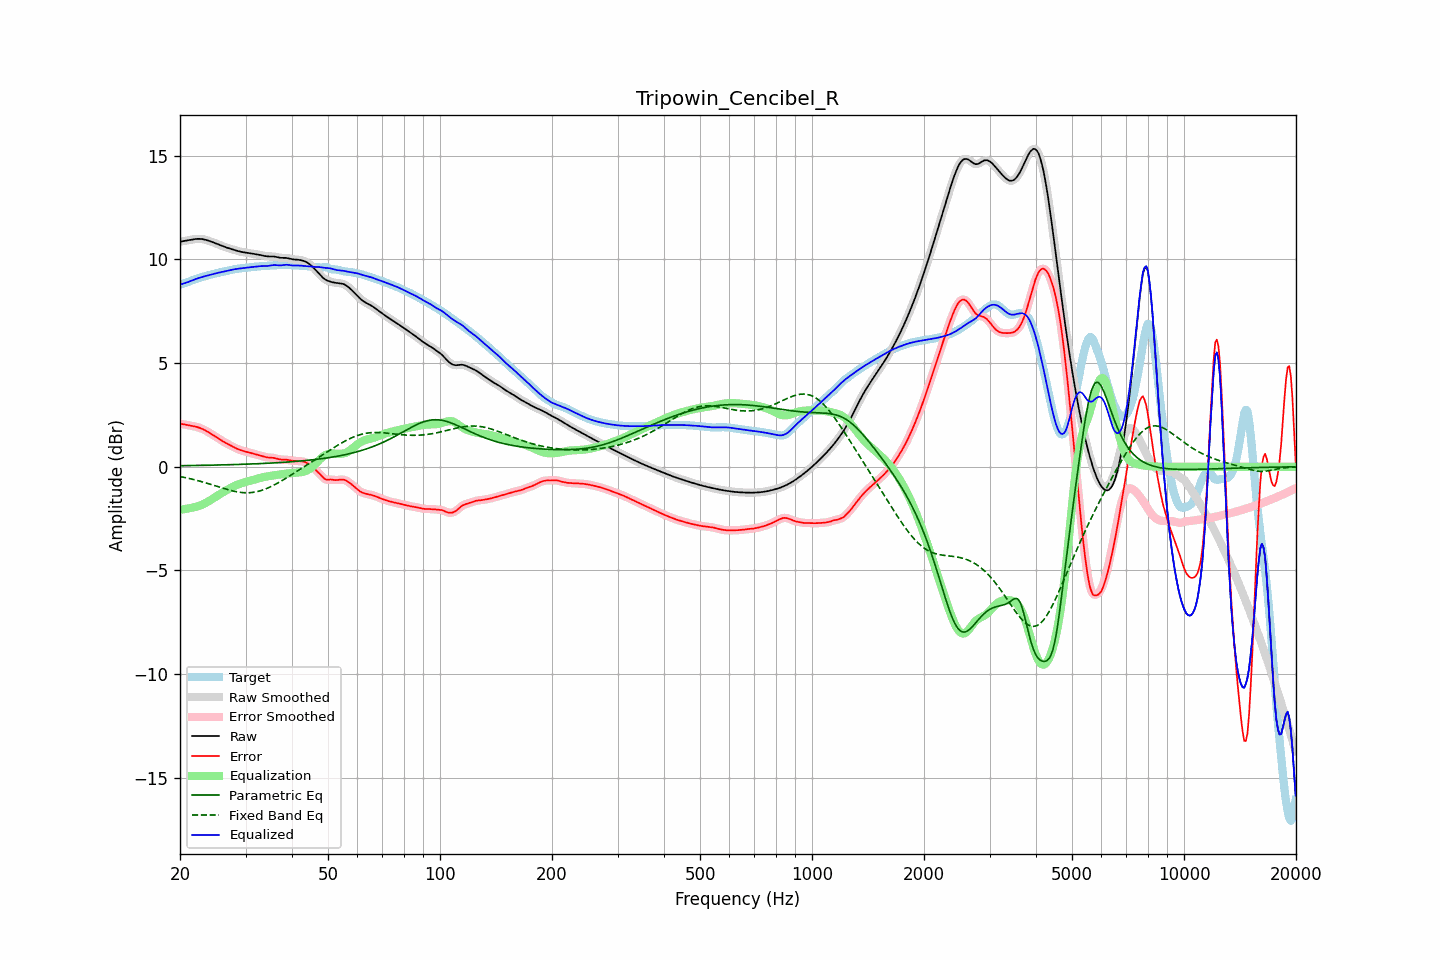 Tripowin_Cencibel_R
Amplitude (dBr)
15
10
5
0
−5
−10
−15
Target
Raw Smoothed
Error Smoothed
Raw
Error
Equalization
Parametric Eq
Fixed Band Eq
Equalized
20 50 100 200 500 1000 2000 5000 10000 20000
Frequency (Hz)